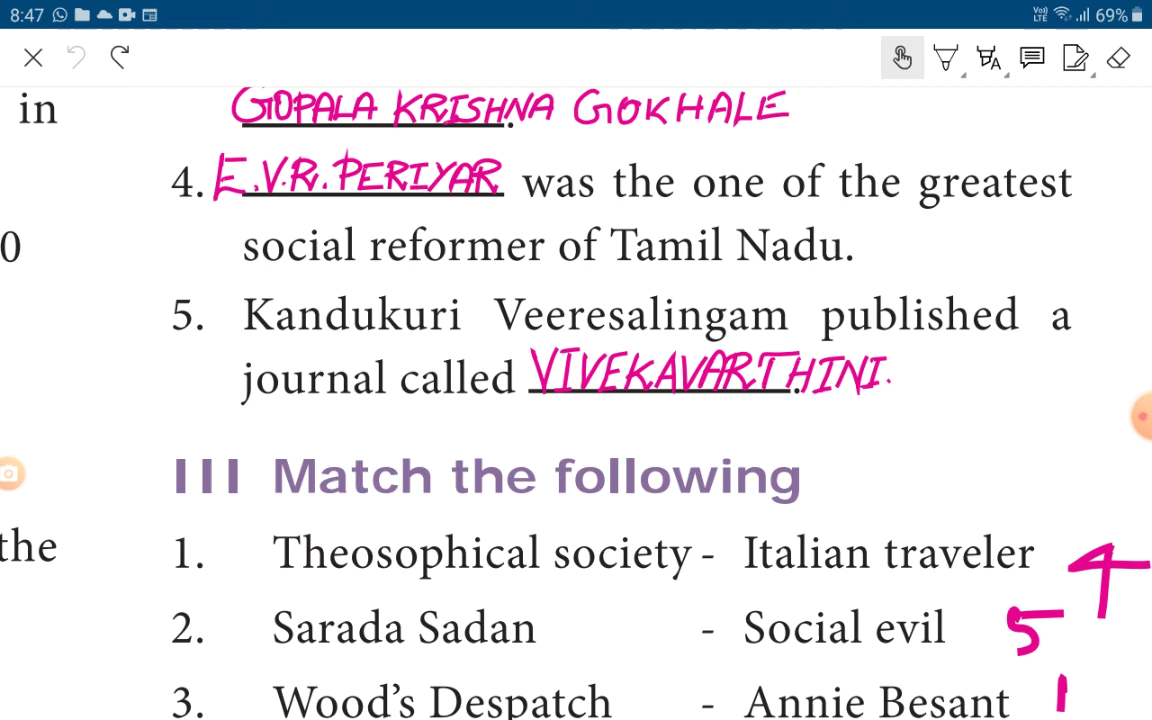 8:47 Vo) LTE 69%
in GOPALA KRISHNA GOKHALE
4. E.V.R. PERIYAR was the one of the greatest
0 social reformer of Tamil Nadu.
5. Kandukuri Veeresalingam published a
journal called VIVEKAVARTHINI.
III Match the following
the 1. Theosophical society - Italian traveler 4
2. Sarada Sadan - Social evil 5
3. Wood's Despatch - Annie Besant 1